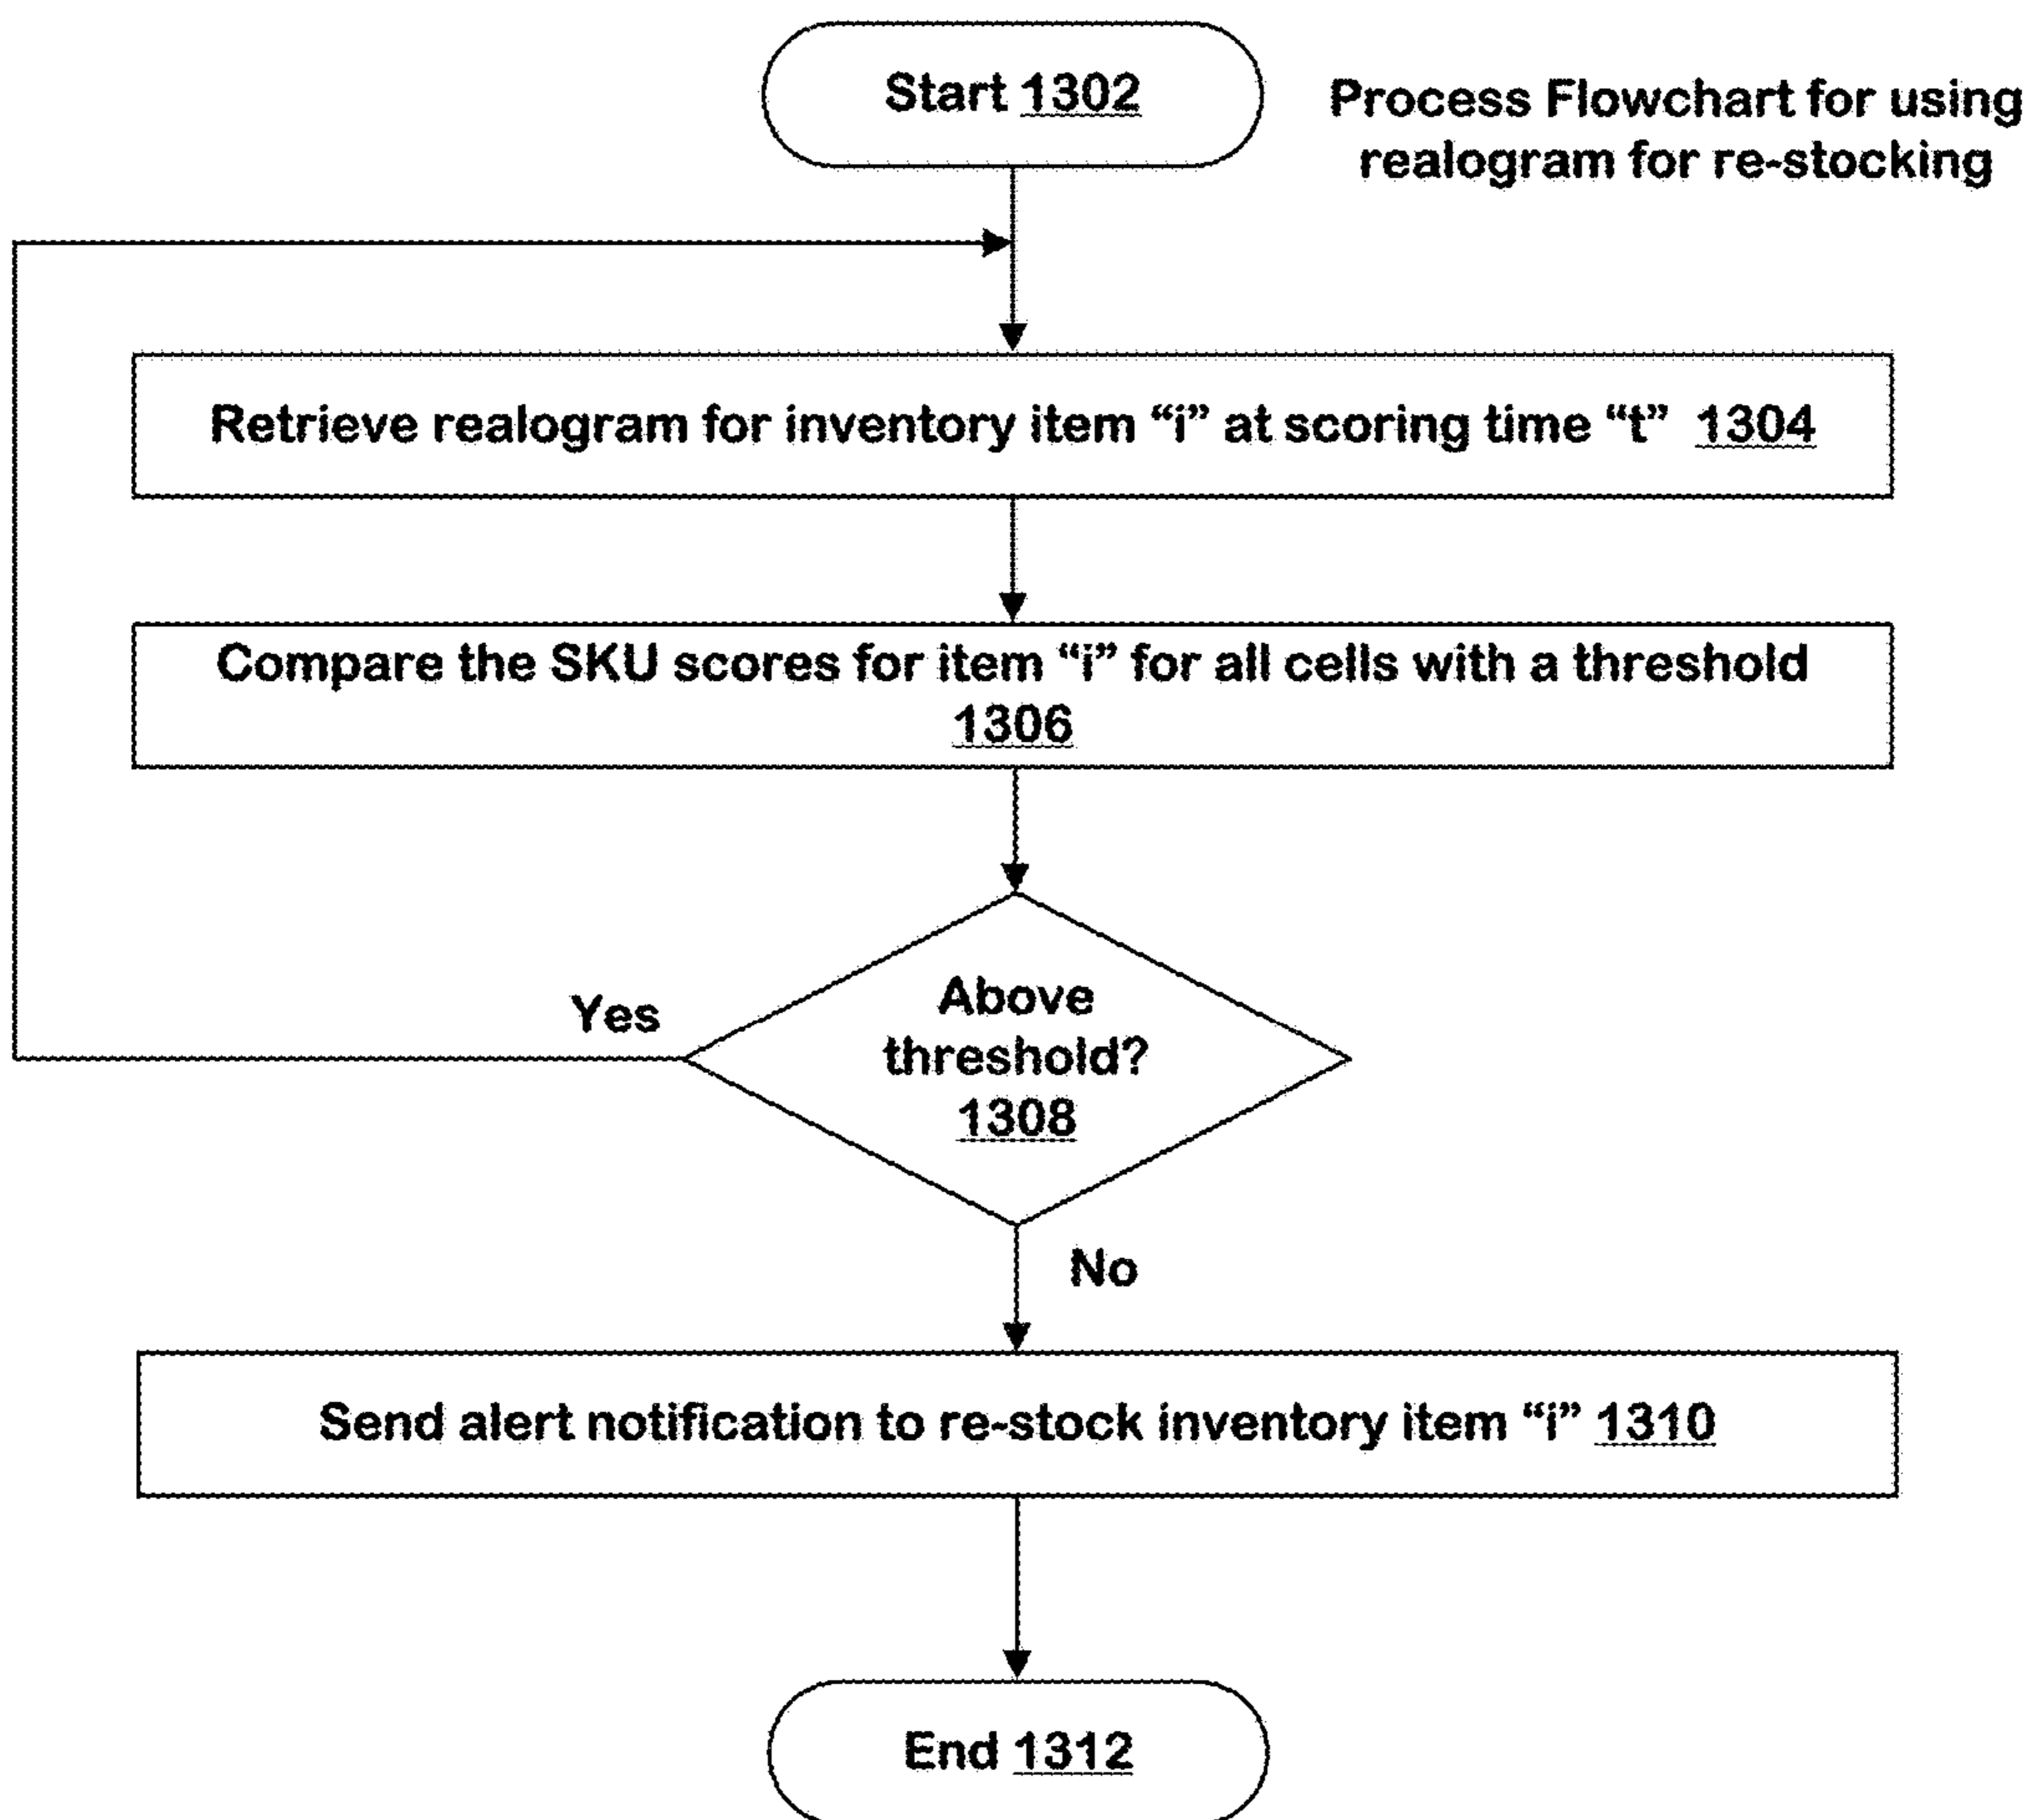 Start 1302
Process Flowchart for using
realogram for re-stocking
Retrieve realogram for inventory item “i” at scoring time “t” 1304
Compare the SKU scores for item “i” for all cells with a threshold
1306
Above
threshold?
1308
Yes
No
Send alert notification to re-stock inventory item “i” 1310
End 1312